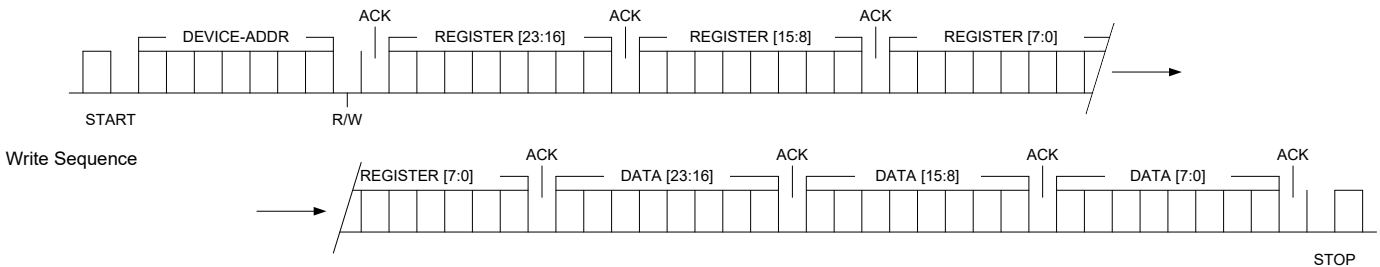 ACK ACK ACK
DEVICE-ADDR REGISTER [23:16] REGISTER [15:8] REGISTER [7:0]
START R/W
Write Sequence
ACK ACK ACK ACK
REGISTER [7:0] DATA [23:16] DATA [15:8] DATA [7:0]
STOP